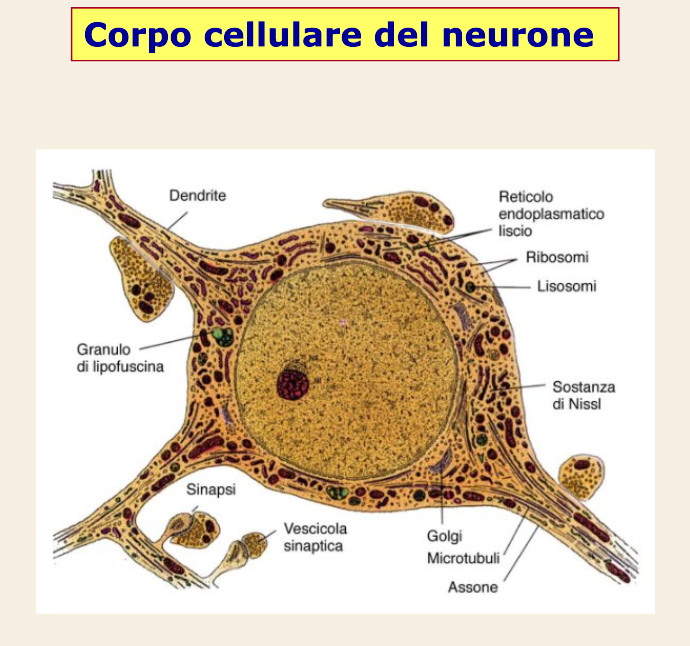 Corpo cellulare del neurone
Dendrite
Reticolo
endoplasmatico
liscio
Ribosomi
Lisosomi
Granulo
di lipofuscina
Sostanza
di Nissl
Sinapsi
Vescicola
sinaptica
Golgi
Microtubuli
Assone